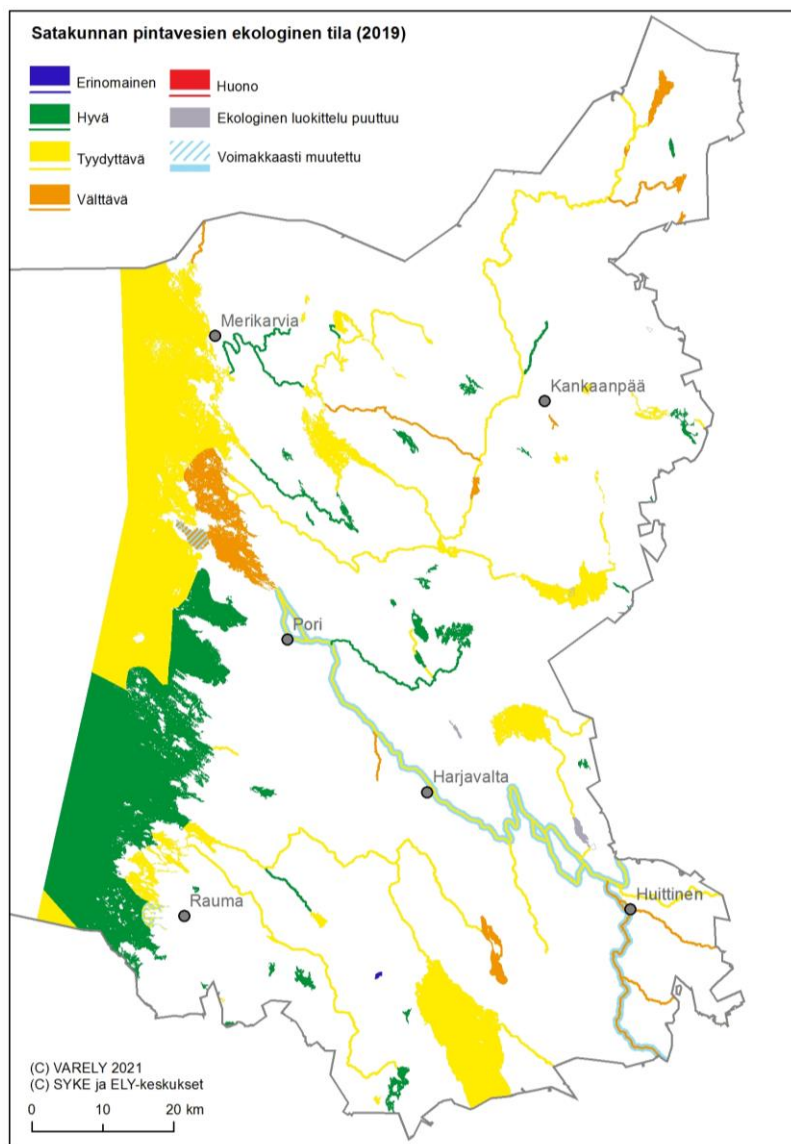 Satakunnan pintavesien ekologinen tila (2019)
Erinomainen
Hyvä
Tyydyttävä
Välttävä
Huono
Ekologinen luokittelu puuttuu
Voimakkaasti muutettu
Merikarvia
Kankaanpää
Pori
Harjavalta
Rauma
Huittinen
(C) VARELY 2021
(C) SYKE ja ELY-keskukset
0 10 20 km